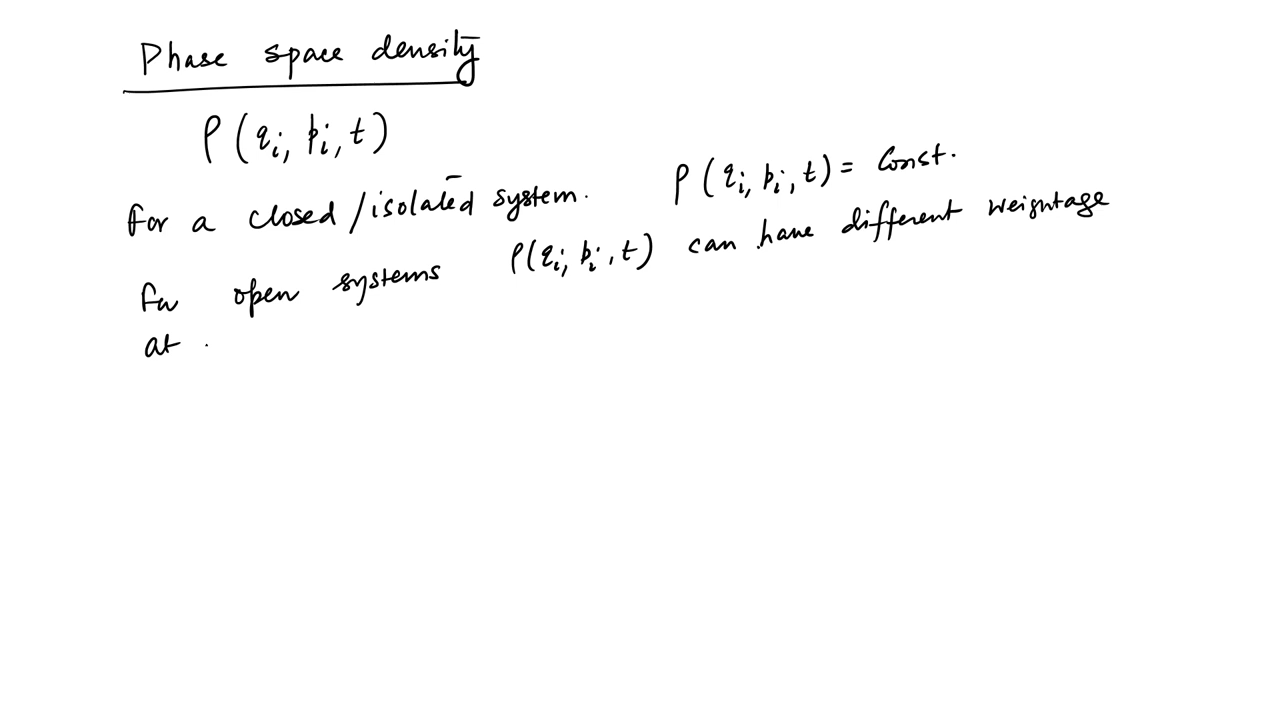 Phase space density
ρ(qi, pi, t)
For a closed/isolated system. ρ(qi, pi, t) = Const.
For open systems ρ(qi, pi, t) can have different weightage
at .